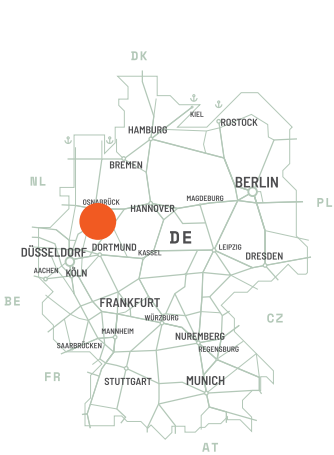 DK
KIEL
ROSTOCK
HAMBURG
BREMEN
NL
BERLIN
MAGDEBURG
OSNABRÜCK
PL
HANNOVER
DE
DORTMUND
LEIPZIG
DÜSSELDORF
KASSEL
DRESDEN
AACHEN
KÖLN
BE
FRANKFURT
WÜRZBURG
CZ
MANNHEIM
NUREMBERG
SAARBRÜCKEN
REGENSBURG
FR
STUTTGART
MUNICH
AT